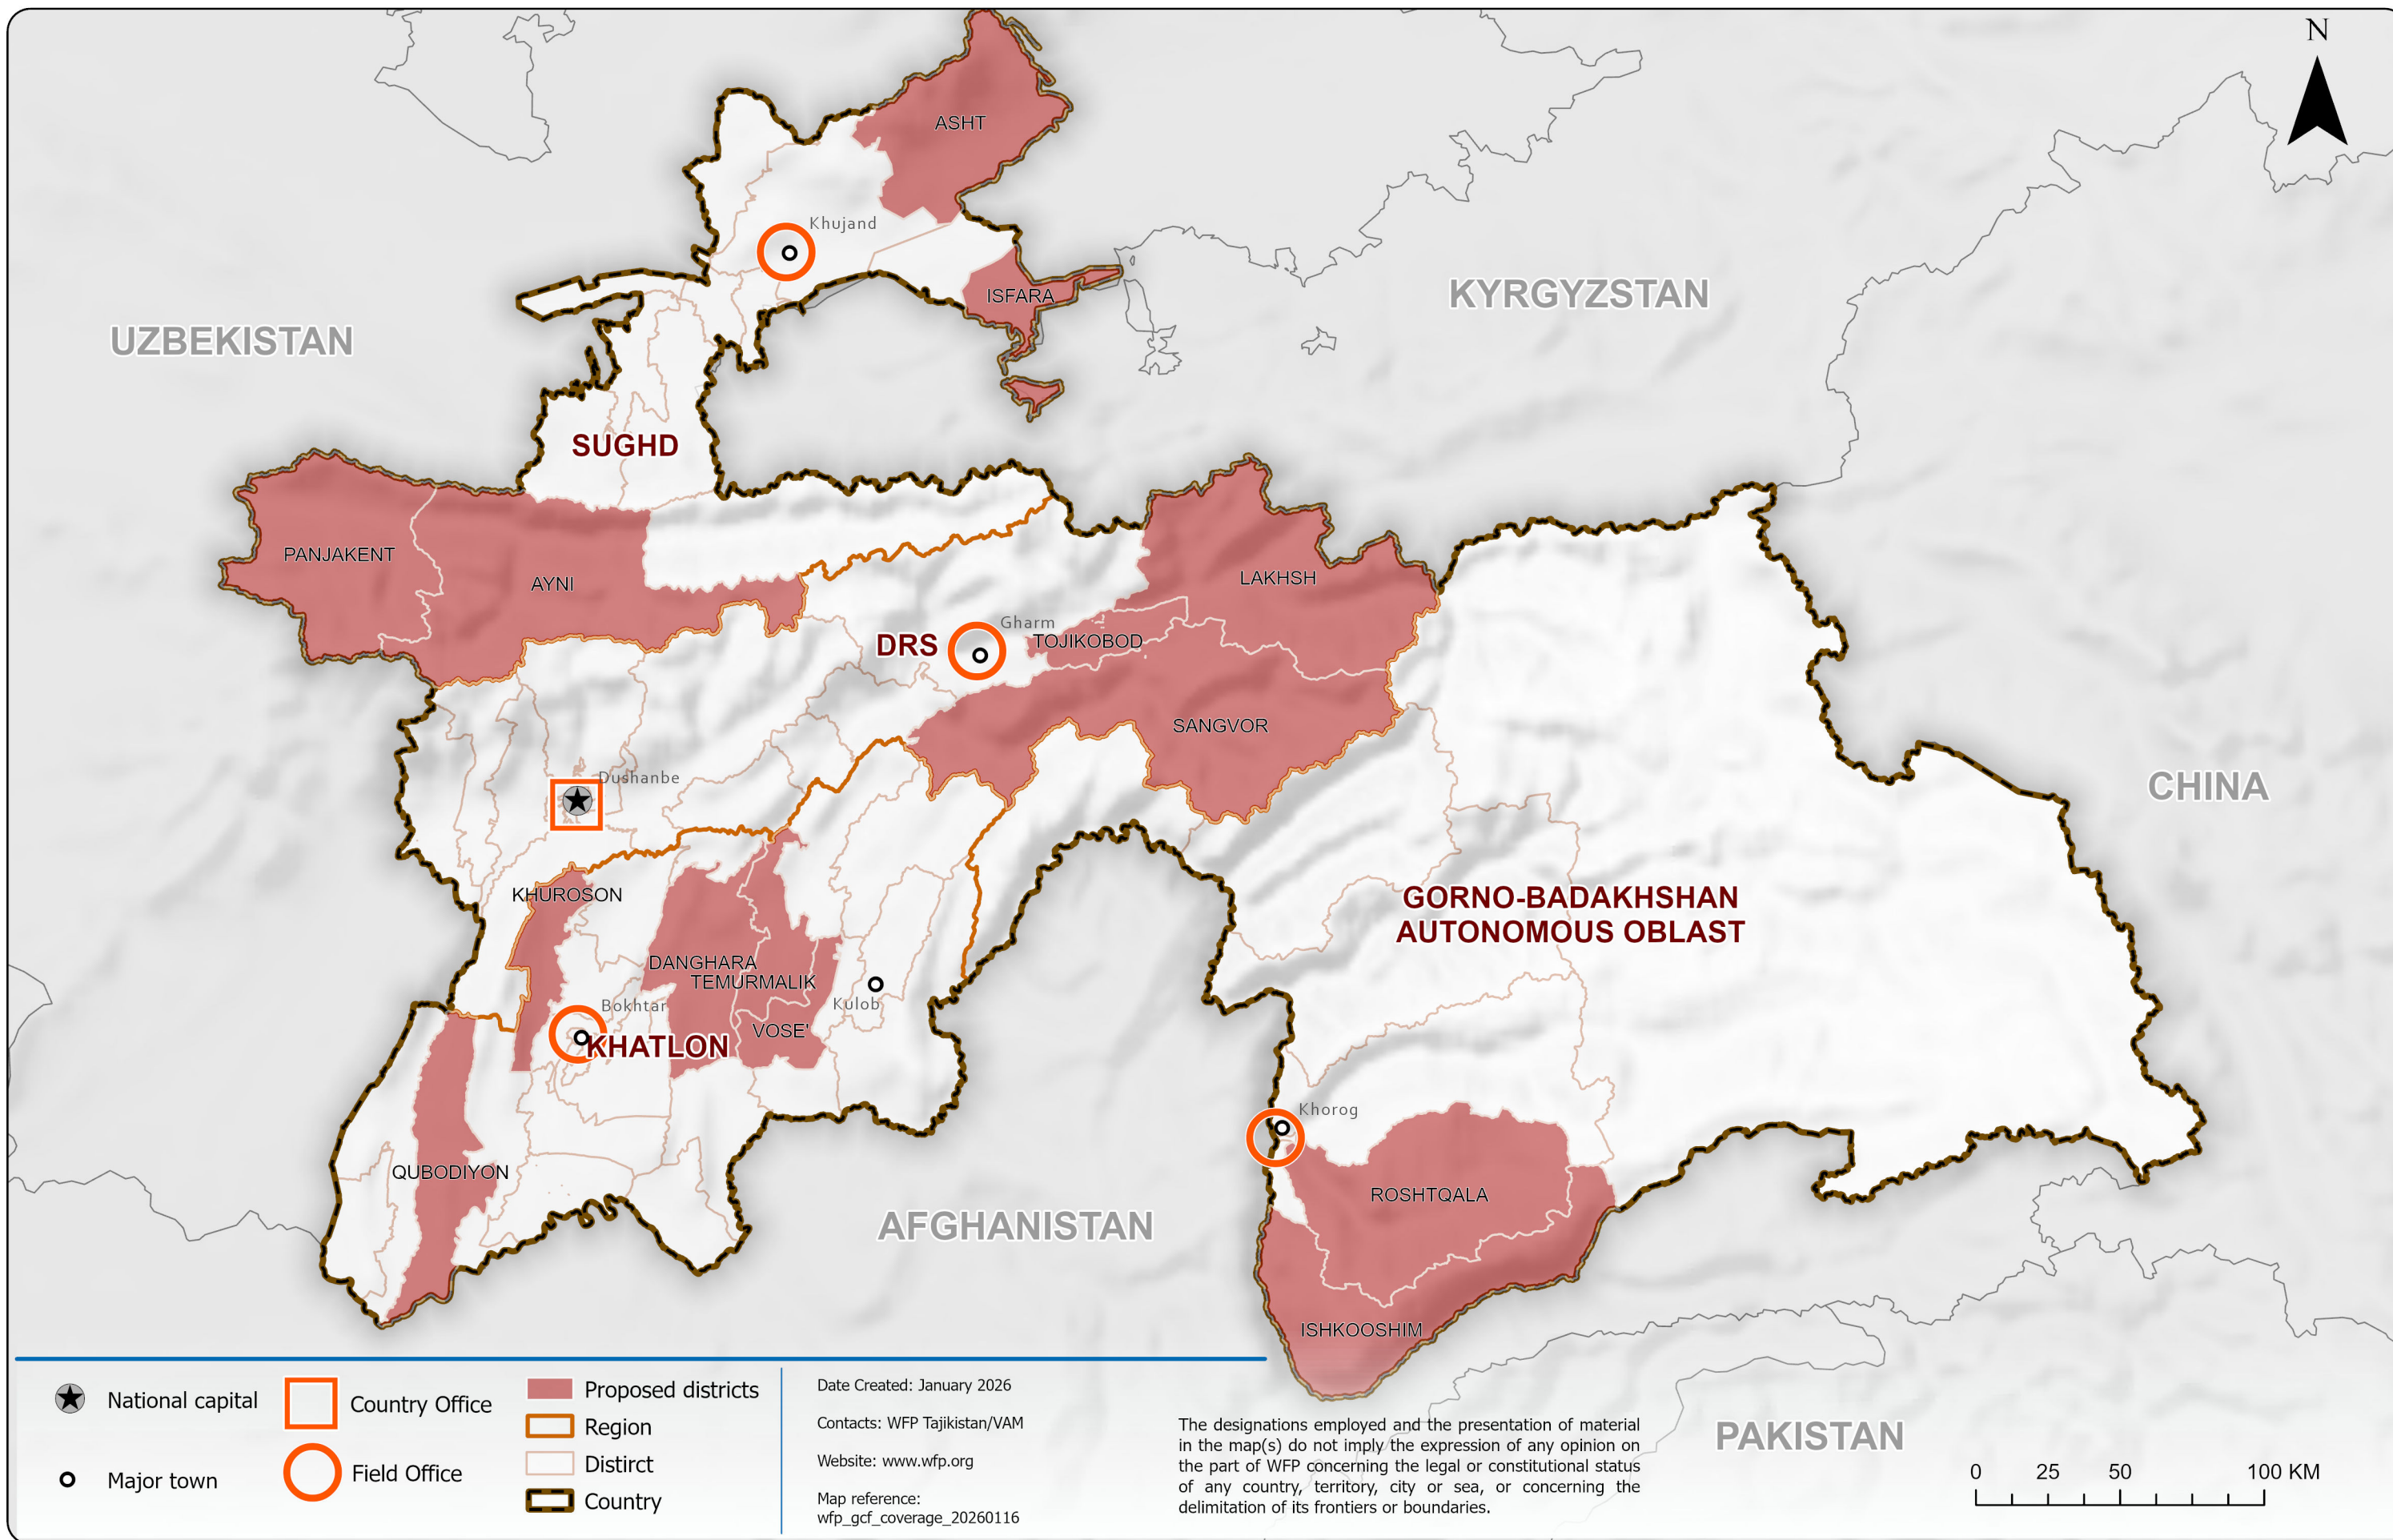 N
ASHT
Khujand
ISFARA
KYRGYZSTAN
UZBEKISTAN
SUGHD
PANJAKENT
AYNI
LAKHSH
Gharm
DRS
TOJIKOBOD
SANGVOR
Dushanbe
CHINA
KHUROSON
GORNO-BADAKHSHAN
AUTONOMOUS OBLAST
DANGHARA
TEMURMALIK
Kulob
Bokhtar
VOSE'
KHATLON
Khorog
QUBODIYON
ROSHTQALA
AFGHANISTAN
ISHKOOSHIM
PAKISTAN
National capital
Major town
Country Office
Field Office
Proposed districts
Region
Distirct
Country
Date Created: January 2026
Contacts: WFP Tajikistan/VAM
Website: www.wfp.org
Map reference:
wfp_gcf_coverage_20260116
The designations employed and the presentation of material
in the map(s) do not imply the expression of any opinion on
the part of WFP concerning the legal or constitutional status
of any country, territory, city or sea, or concerning the
delimitation of its frontiers or boundaries.
0 25 50 100 KM